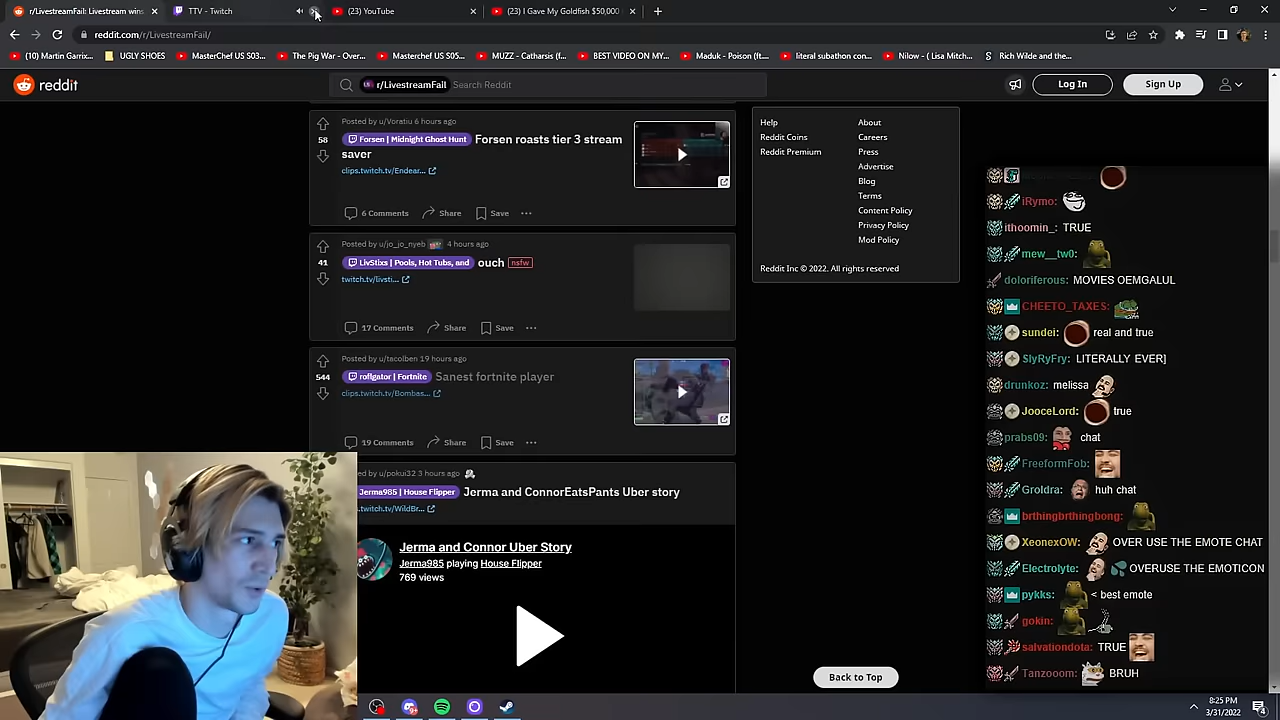 r/LivestreamFail: Livestream wins
TTV - Twitch
(23) YouTube
(23) I Gave My Goldfish $50,000
reddit.com/r/LivestreamFail/
(10) Martin Garrix...
UGLY SHOES
MasterChef US S03...
The Pig War - Over...
Masterchef US S05...
MUZZ - Catharsis (f...
BEST VIDEO ON MY...
Maduk - Poison (ft...
literal subathon con...
Nilow - ( Lisa Mitch...
Rich Wilde and the...
reddit
r/LivestreamFail
Search Reddit
Log In
Sign Up
Posted by u/Voratiu 6 hours ago
58
Forsen | Midnight Ghost Hunt Forsen roasts tier 3 stream
saver
clips.twitch.tv/Endear...
6 Comments
Share
Save
Posted by u/jo_jo_nyeb 4 hours ago
41
LivStixs | Pools, Hot Tubs, and ouch nsfw
twitch.tv/livsti...
17 Comments
Share
Save
Posted by u/tacolben 19 hours ago
544
roflgator | Fortnite Sanest fortnite player
clips.twitch.tv/Bombas...
19 Comments
Share
Save
ed by u/pokui32 3 hours ago
Jerma985 | House Flipper Jerma and ConnorEatsPants Uber story
.twitch.tv/WildBr...
Jerma and Connor Uber Story
Jerma985 playing House Flipper
769 views
Help
Reddit Coins
Reddit Premium
About
Careers
Press
Advertise
Blog
Terms
Content Policy
Privacy Policy
Mod Policy
Reddit Inc © 2022. All rights reserved
Back to Top
iRymo:
ithoomin_: TRUE
mew__tw0:
doloriferous: MOVIES OEMGALUL
CHEETO_TAXES:
sundei: real and true
$lyRyFry: LITERALLY EVER]
drunkoz: melissa
JooceLord: true
prabs09: chat
FreeformFob:
Groldra: huh chat
brthingbrthingbong:
XeonexOW: OVER USE THE EMOTE CHAT
Electrolyte: OVERUSE THE EMOTICON
pykks: < best emote
gokin:
salvationdota: TRUE
Tanzooom: BRUH
8:25 PM
3/31/2022